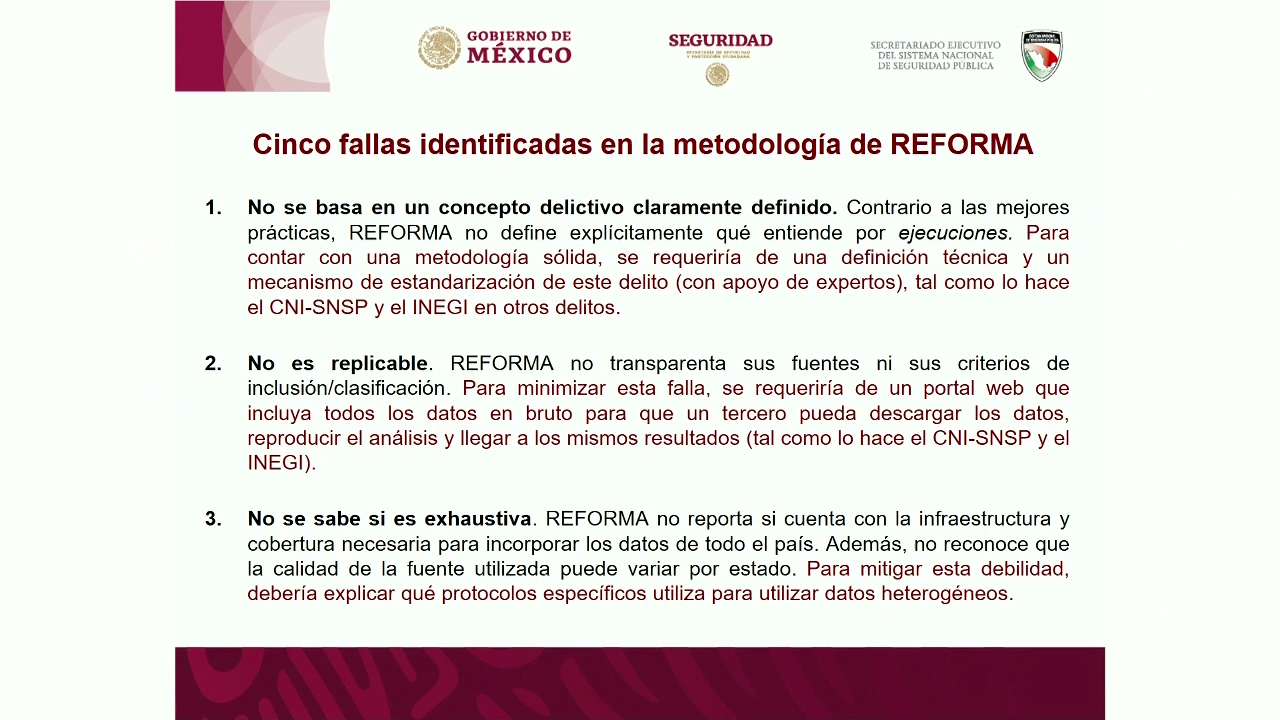 GOBIERNO DE
MÉXICO
SEGURIDAD
SECRETARÍA DE SEGURIDAD
Y PROTECCIÓN CIUDADANA
SECRETARIADO EJECUTIVO
DEL SISTEMA NACIONAL
DE SEGURIDAD PÚBLICA
Cinco fallas identificadas en la metodología de REFORMA
1. No se basa en un concepto delictivo claramente definido. Contrario a las mejores
prácticas, REFORMA no define explícitamente qué entiende por ejecuciones. Para
contar con una metodología sólida, se requeriría de una definición técnica y un
mecanismo de estandarización de este delito (con apoyo de expertos), tal como lo hace
el CNI-SNSP y el INEGI en otros delitos.
2. No es replicable. REFORMA no transparenta sus fuentes ni sus criterios de
inclusión/clasificación. Para minimizar esta falla, se requeriría de un portal web que
incluya todos los datos en bruto para que un tercero pueda descargar los datos,
reproducir el análisis y llegar a los mismos resultados (tal como lo hace el CNI-SNSP y el
INEGI).
3. No se sabe si es exhaustiva. REFORMA no reporta si cuenta con la infraestructura y
cobertura necesaria para incorporar los datos de todo el país. Además, no reconoce que
la calidad de la fuente utilizada puede variar por estado. Para mitigar esta debilidad,
debería explicar qué protocolos específicos utiliza para utilizar datos heterogéneos.